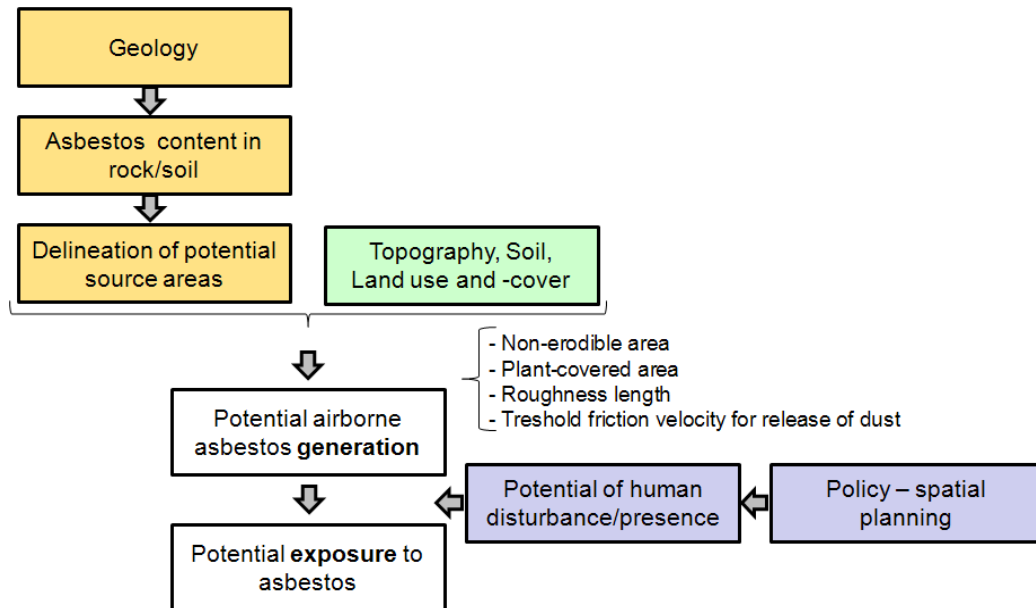 Geology
Asbestos content in
rock/soil
Delineation of potential
source areas
Topography, Soil,
Land use and -cover
- Non-erodible area
- Plant-covered area
- Roughness length
- Treshold friction velocity for release of dust
Potential airborne
asbestos generation
Potential of human
disturbance/presence
Policy – spatial
planning
Potential exposure to
asbestos